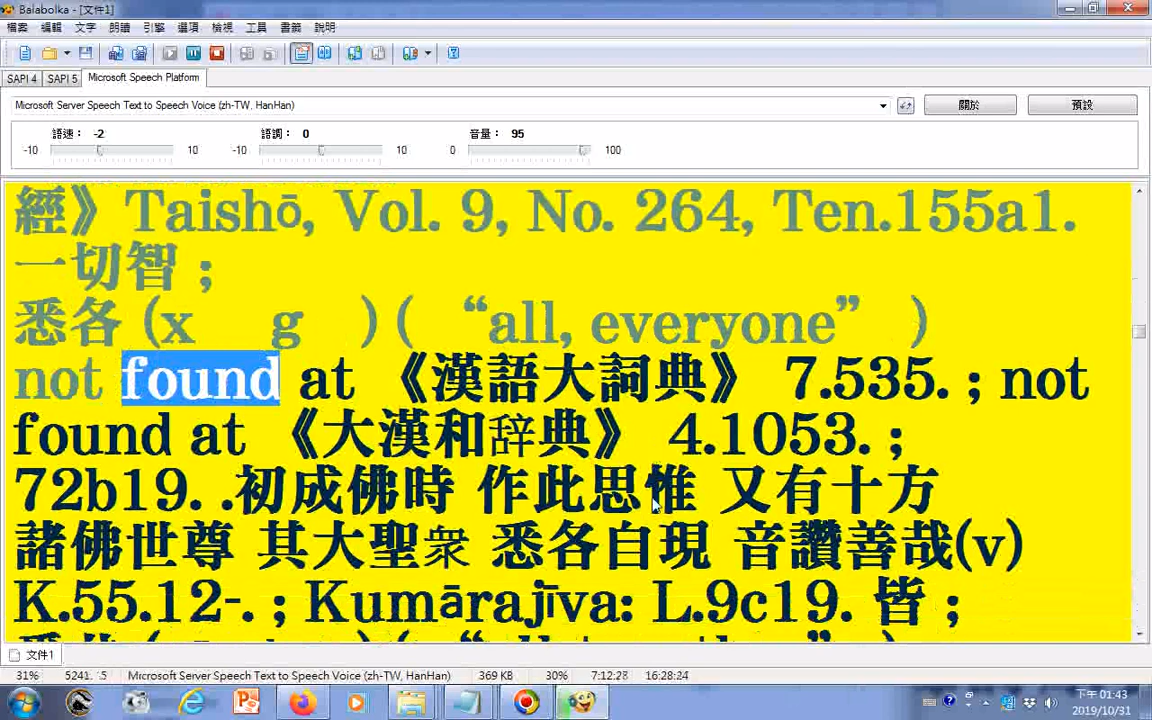 Balabolka - [文件1]
檔案 編輯 文字 朗讀 引擎 選項 檢視 工具 書籤 說明
SAPI 4 SAPI 5 Microsoft Speech Platform
Microsoft Server Speech Text to Speech Voice (zh-TW, HanHan) 關於 預設
語速： -2 語調： 0 音量： 95
-10 10 -10 10 0 100
經》Taishō, Vol. 9, No. 264, Ten.155a1.
一切智；
悉各 (x g ) ( “all, everyone” )
not found at 《漢語大詞典》 7.535. ; not
found at 《大漢和辞典》 4.1053. ;
72b19. .初成佛時 作此思惟 又有十方
諸佛世尊 其大聖衆 悉各自現 音讚善哉(v)
K.55.12-. ; Kumārajīva: L.9c19. 皆 ;
文件1
31% Microsoft Server Speech Text to Speech Voice (zh-TW, HanHan) 369 KB 30% 7:12:28 16:28:24
下午 01:43
2019/10/31